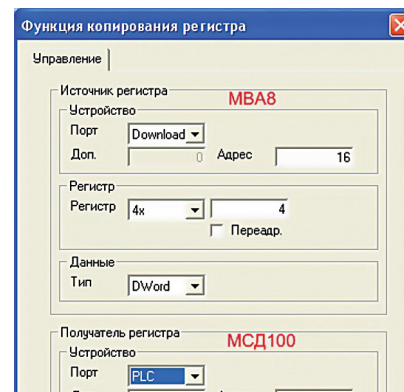 Функция копирования регистра
Управление
Источник регистра
МВА8
Устройство
Порт Download
Доп. 0 Адрес 16
Регистр
Регистр 4x 4
Переадр.
Данные
Тип DWord
Получатель регистра
МСД100
Устройство
Порт PLC